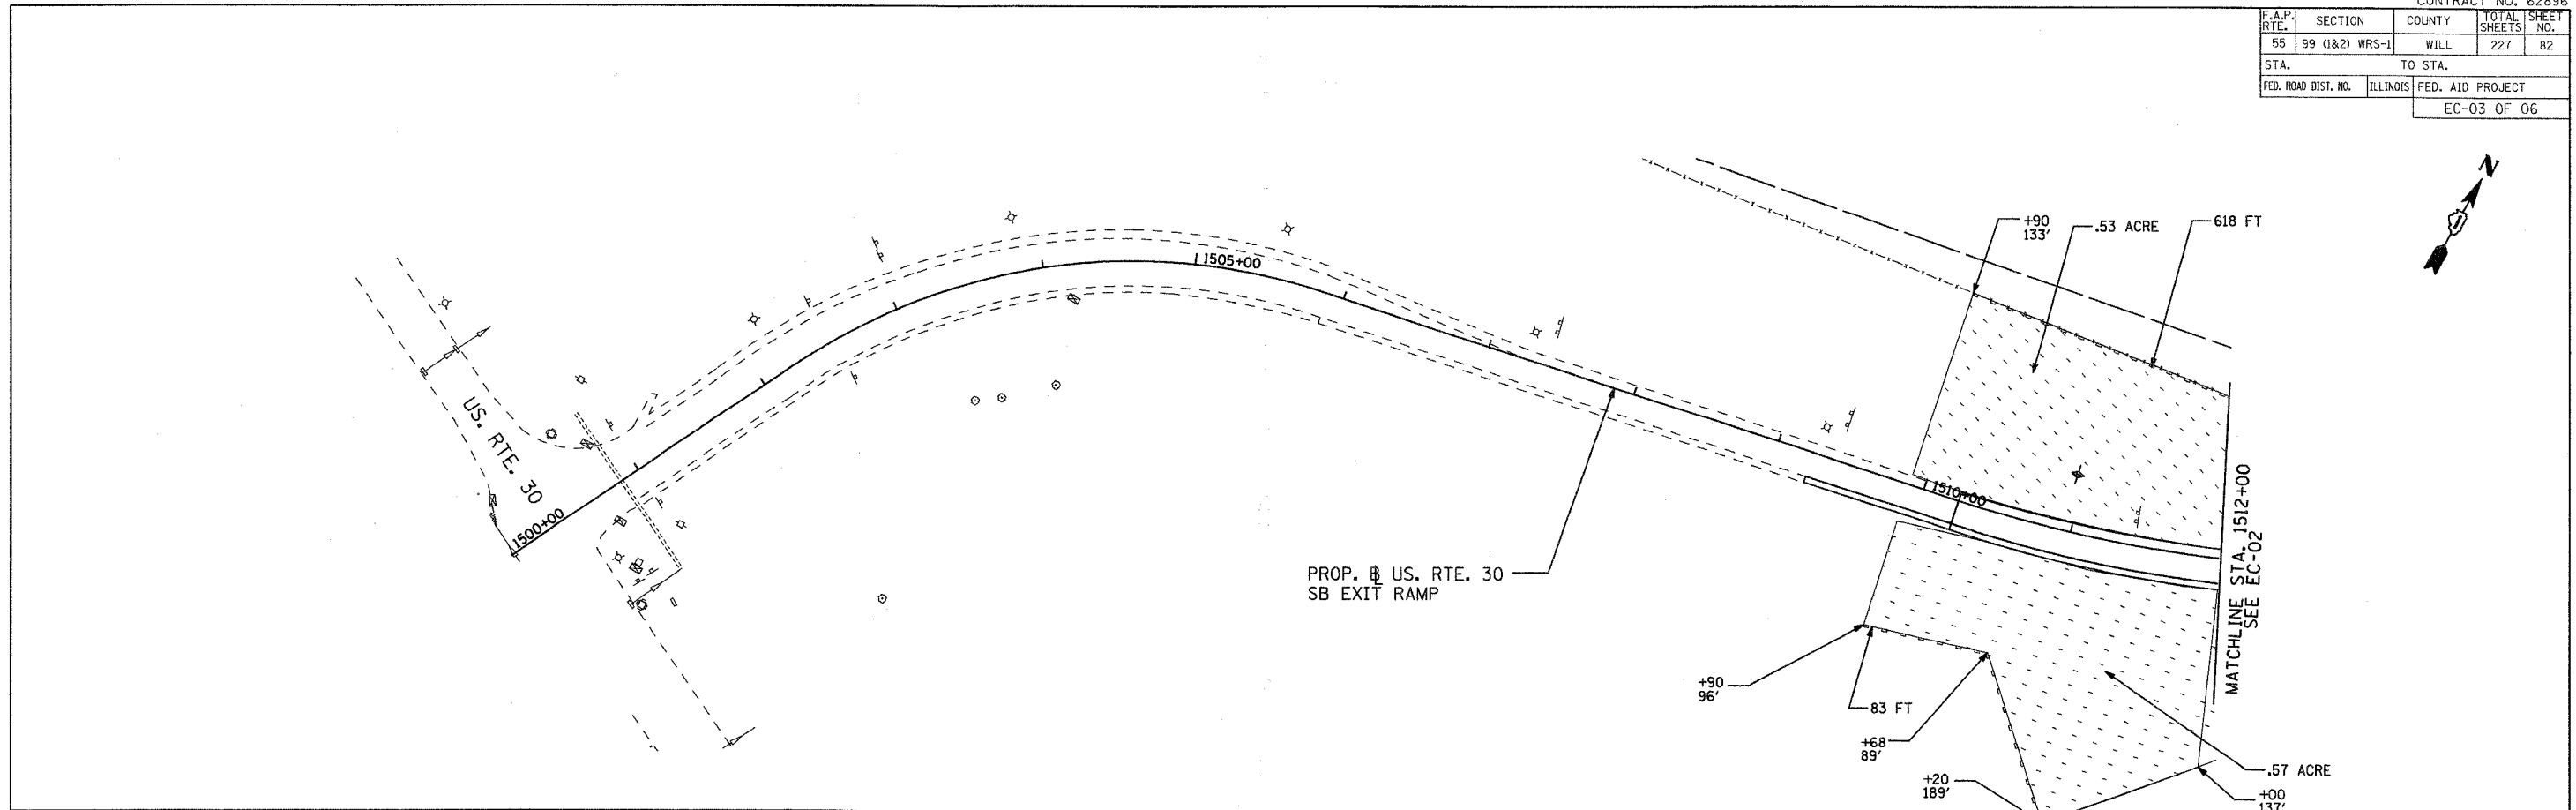 CONTRACT NO. 62896
F.A.P. RTE. SECTION COUNTY TOTAL SHEETS SHEET NO.
55 99 (1&2) WRS-1 WILL 227 82
STA. TO STA.
FED. ROAD DIST. NO. ILLINOIS FED. AID PROJECT
EC-03 OF 06
N
+90
133'
.53 ACRE
618 FT
1505+00
US. RTE. 30
1500+00
1510+00
PROP. ℄ US. RTE. 30
SB EXIT RAMP
MATCHLINE STA. 1512+00
SEE EC-02
+90
96'
83 FT
+68
89'
+20
189'
.57 ACRE
+00
137'